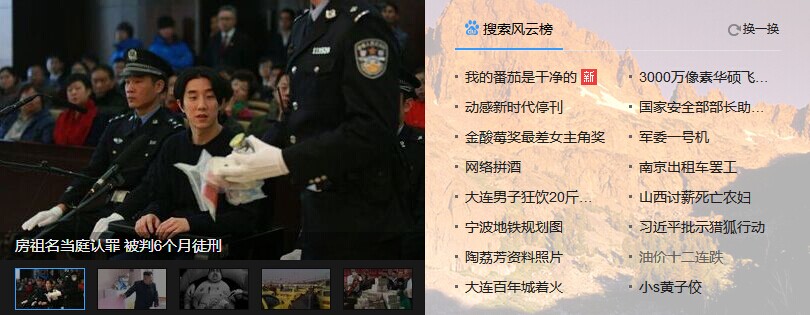 房祖名当庭认罪 被判6个月徒刑
搜索风云榜
换一换
我的番茄是干净的 新
动感新时代停刊
金酸莓奖最差女主角奖
网络拼酒
大连男子狂饮20斤...
宁波地铁规划图
陶荔芳资料照片
大连百年城着火
3000万像素华硕飞...
国家安全部部长助...
军委一号机
南京出租车罢工
山西讨薪死亡农妇
习近平批示猎狐行动
油价十二连跌
小s黄子佼